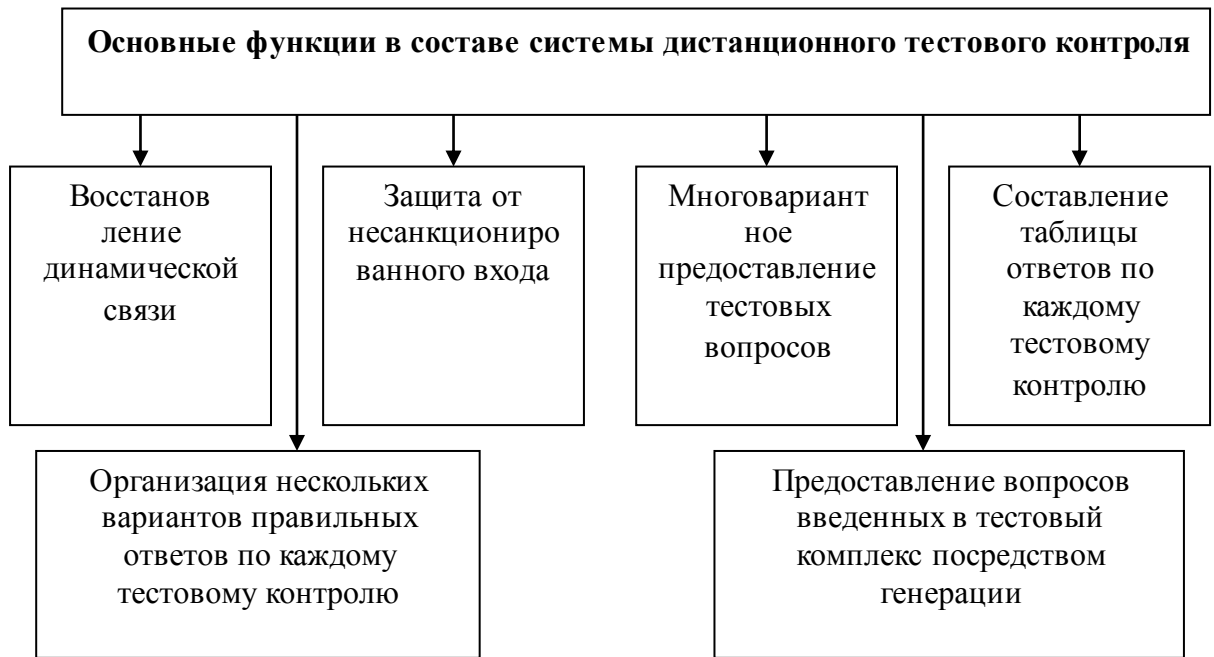 Основные функции в составе системы дистанционного тестового контроля
Восстанов
ление
динамической
связи
Защита от
несанкциониро
ванного входа
Многовариант
ное
предоставление
тестовых
вопросов
Составление
таблицы
ответов по
каждому
тестовому
контролю
Организация нескольких
вариантов правильных
ответов по каждому
тестовому контролю
Предоставление вопросов
введенных в тестовый
комплекс посредством
генерации